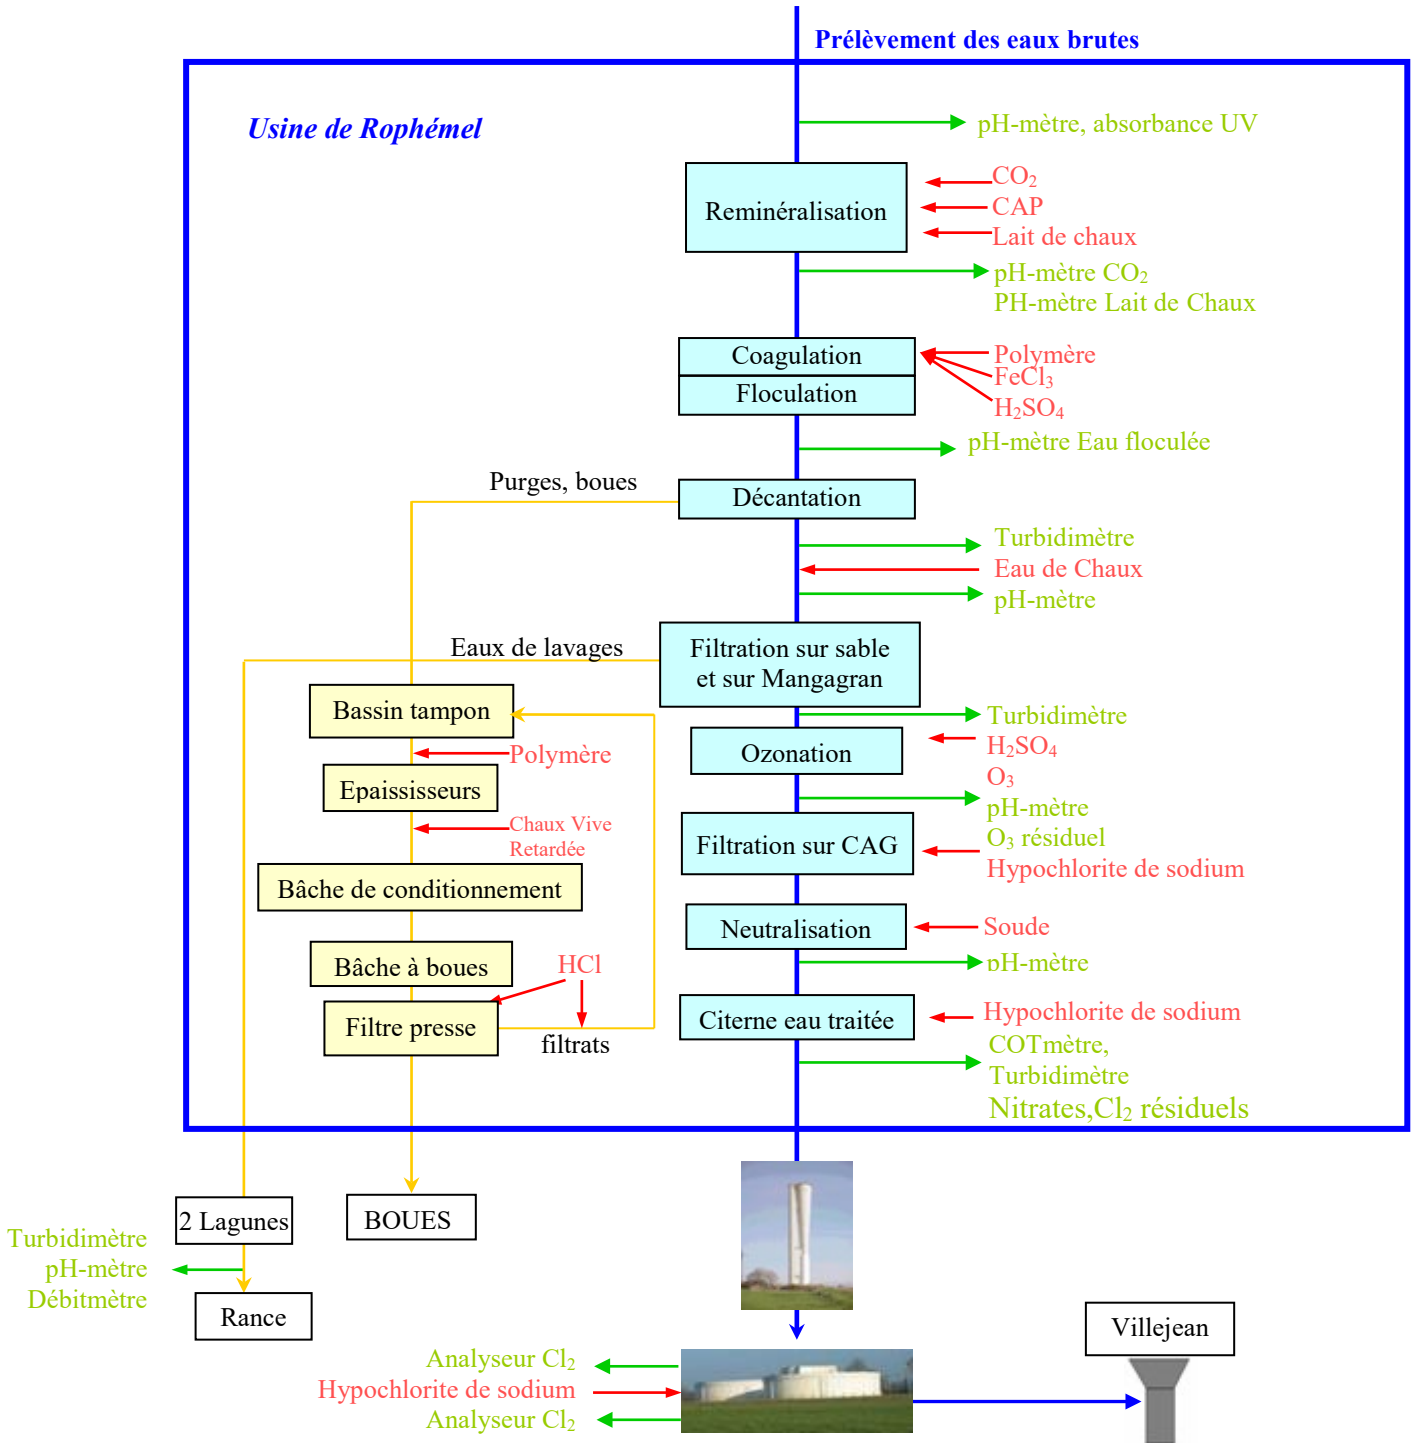 Prélèvement des eaux brutes
Usine de Rophémel
pH-mètre, absorbance UV
Reminéralisation
CO₂
CAP
Lait de chaux
pH-mètre CO₂
PH-mètre Lait de Chaux
Coagulation
Floculation
Polymère
FeCl₃
H₂SO₄
pH-mètre Eau floculée
Purges, boues
Décantation
Turbidimètre
Eau de Chaux
pH-mètre
Eaux de lavages
Filtration sur sable
et sur Mangagran
Bassin tampon
Turbidimètre
H₂SO₄
O₃
Ozonation
Polymère
Epaississeurs
pH-mètre
O₃ résiduel
Hypochlorite de sodium
Filtration sur CAG
Chaux Vive
Retardée
Bâche de conditionnement
Neutralisation
Soude
pH-mètre
Bâche à boues
HCl
Filtre presse
filtrats
Citerne eau traitée
Hypochlorite de sodium
COTmètre,
Turbidimètre
Nitrates,Cl₂ résiduels
2 Lagunes
BOUES
Turbidimètre
pH-mètre
Débitmètre
Rance
Villejean
Analyseur Cl₂
Hypochlorite de sodium
Analyseur Cl₂